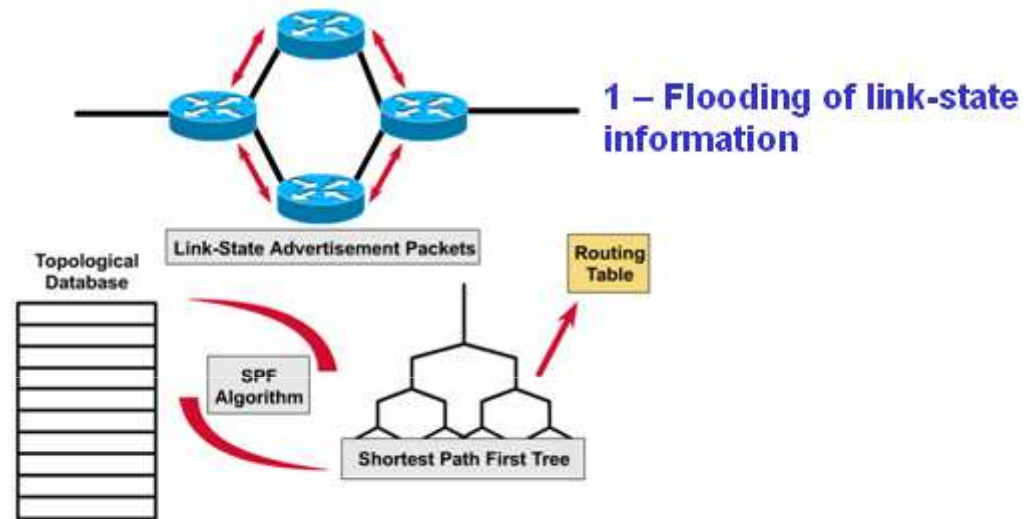 1 – Flooding of link-state
information
Link-State Advertisement Packets
Topological
Database
Routing
Table
SPF
Algorithm
Shortest Path First Tree